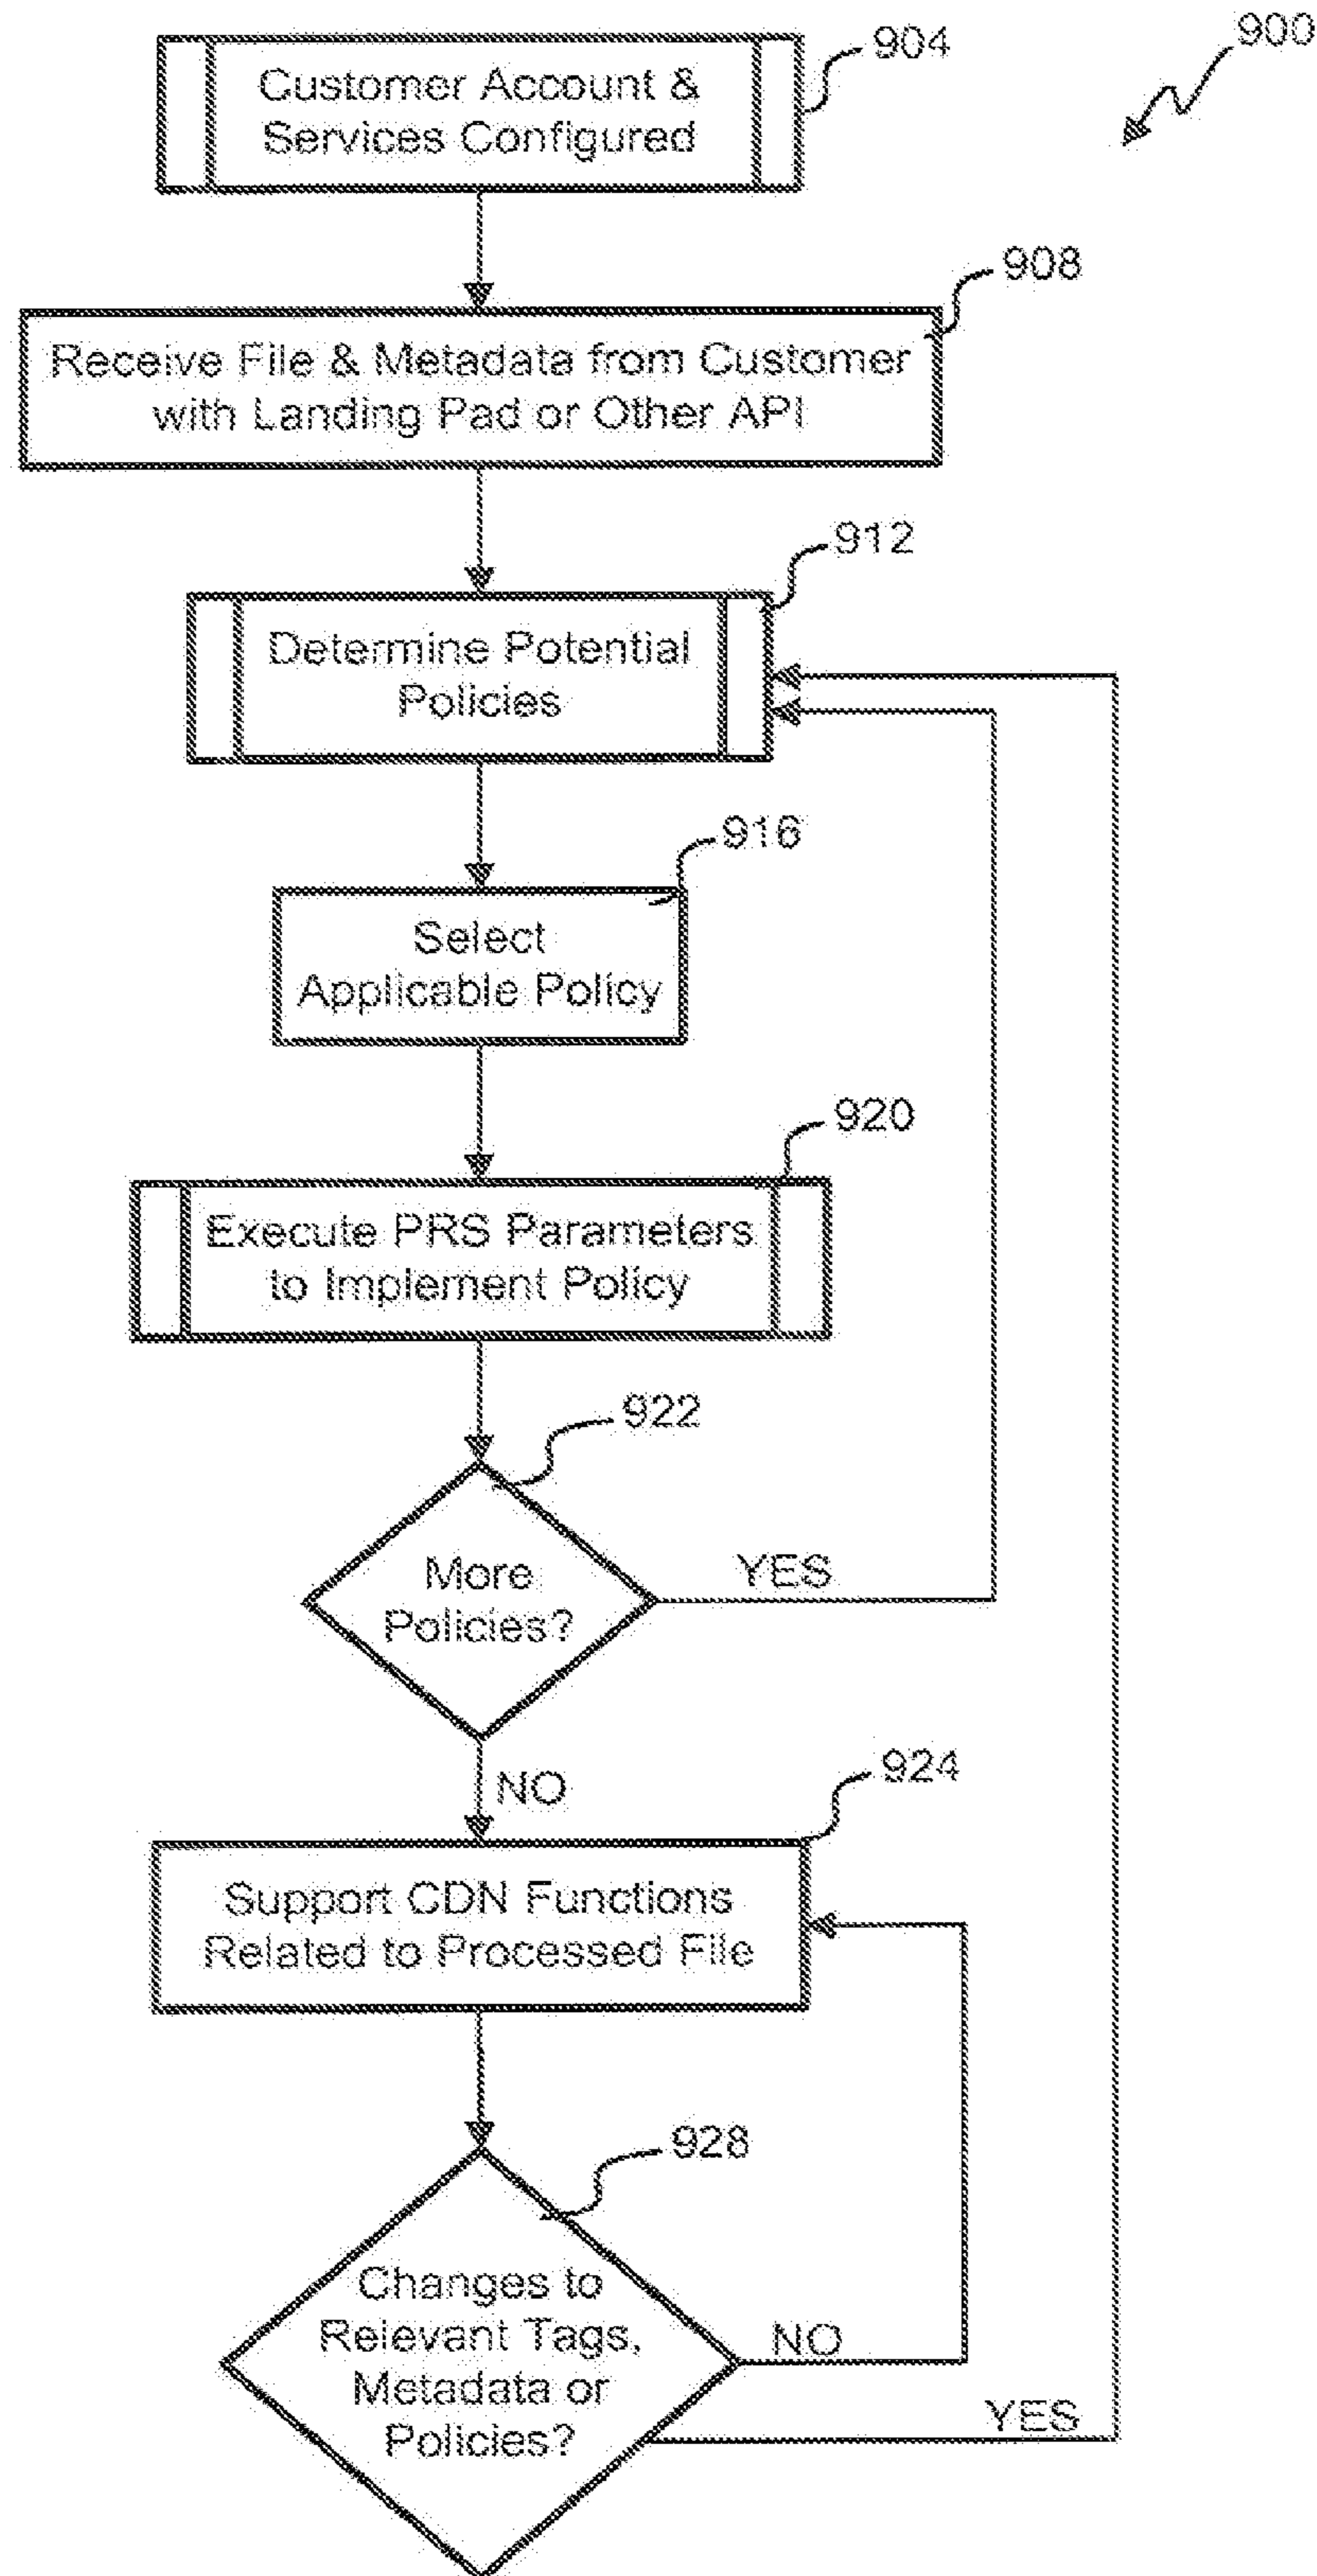 900
904
Customer Account &
Services Configured
908
Receive File & Metadata from Customer
with Landing Pad or Other API
912
Determine Potential
Policies
916
Select
Applicable Policy
920
Execute PRS Parameters
to Implement Policy
922
More
Policies?
YES
NO
924
Support CDN Functions
Related to Processed File
928
Changes to
Relevant Tags,
Metadata or
Policies?
NO
YES